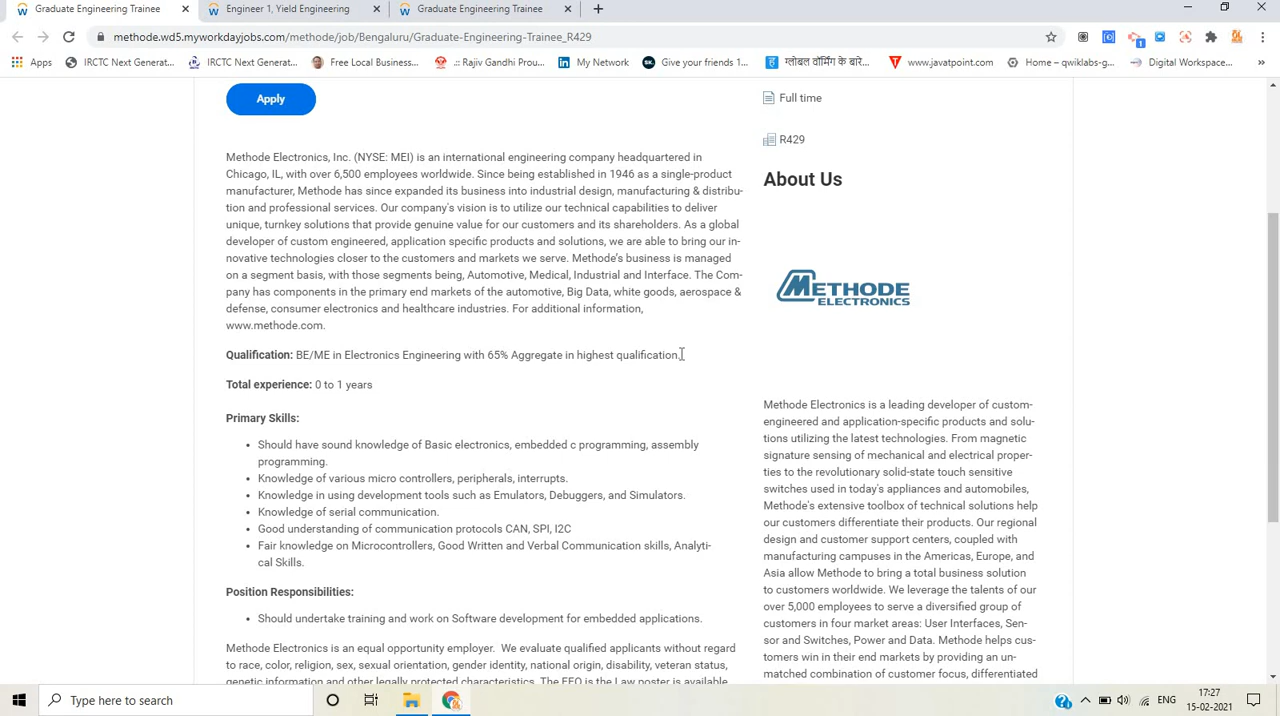 Graduate Engineering Trainee
Engineer 1, Yield Engineering
Graduate Engineering Trainee
methode.wd5.myworkdayjobs.com/methode/job/Bengaluru/Graduate-Engineering-Trainee_R429
Apps
IRCTC Next Generat...
IRCTC Next Generat...
Free Local Business...
.:: Rajiv Gandhi Prou...
My Network
Give your friends 1...
ग्लोबल वॉर्मिंग के बारे...
www.javatpoint.com
Home – qwiklabs-g...
Digital Workspace...
Apply
Methode Electronics, Inc. (NYSE: MEI) is an international engineering company headquartered in
Chicago, IL, with over 6,500 employees worldwide. Since being established in 1946 as a single-product
manufacturer, Methode has since expanded its business into industrial design, manufacturing & distribu-
tion and professional services. Our company's vision is to utilize our technical capabilities to deliver
unique, turnkey solutions that provide genuine value for our customers and its shareholders. As a global
developer of custom engineered, application specific products and solutions, we are able to bring our in-
novative technologies closer to the customers and markets we serve. Methode's business is managed
on a segment basis, with those segments being, Automotive, Medical, Industrial and Interface. The Com-
pany has components in the primary end markets of the automotive, Big Data, white goods, aerospace &
defense, consumer electronics and healthcare industries. For additional information,
www.methode.com.
Qualification: BE/ME in Electronics Engineering with 65% Aggregate in highest qualification.
Total experience: 0 to 1 years
Primary Skills:
• Should have sound knowledge of Basic electronics, embedded c programming, assembly
programming.
• Knowledge of various micro controllers, peripherals, interrupts.
• Knowledge in using development tools such as Emulators, Debuggers, and Simulators.
• Knowledge of serial communication.
• Good understanding of communication protocols CAN, SPI, I2C
• Fair knowledge on Microcontrollers, Good Written and Verbal Communication skills, Analyti-
cal Skills.
Position Responsibilities:
• Should undertake training and work on Software development for embedded applications.
Methode Electronics is an equal opportunity employer. We evaluate qualified applicants without regard
to race, color, religion, sex, sexual orientation, gender identity, national origin, disability, veteran status,
genetic information and other legally protected characteristics. The EEO is the Law poster is available
Full time
R429
About Us
METHODE
ELECTRONICS
Methode Electronics is a leading developer of custom-
engineered and application-specific products and solu-
tions utilizing the latest technologies. From magnetic
signature sensing of mechanical and electrical proper-
ties to the revolutionary solid-state touch sensitive
switches used in today's appliances and automobiles,
Methode's extensive toolbox of technical solutions help
our customers differentiate their products. Our regional
design and customer support centers, coupled with
manufacturing campuses in the Americas, Europe, and
Asia allow Methode to bring a total business solution
to customers worldwide. We leverage the talents of our
over 5,000 employees to serve a diversified group of
customers in four market areas: User Interfaces, Sen-
sor and Switches, Power and Data. Methode helps cus-
tomers win in their end markets by providing an un-
matched combination of customer focus, differentiated
Type here to search
ENG
17:27
15-02-2021